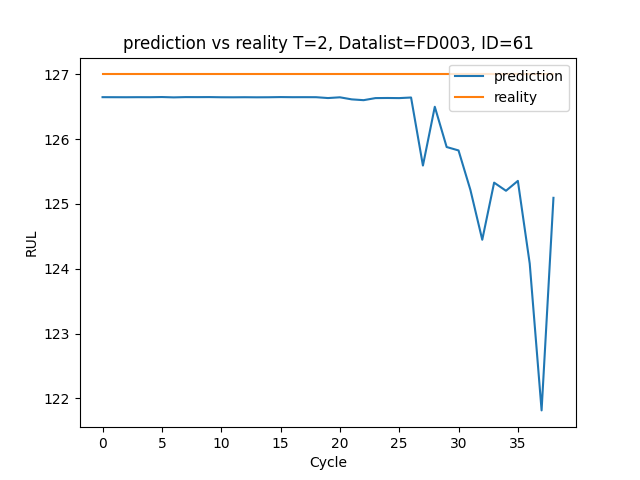 prediction vs reality T=2, Datalist=FD003, ID=61
127
126
125
124
123
122
RUL
prediction
reality
0 5 10 15 20 25 30 35
Cycle